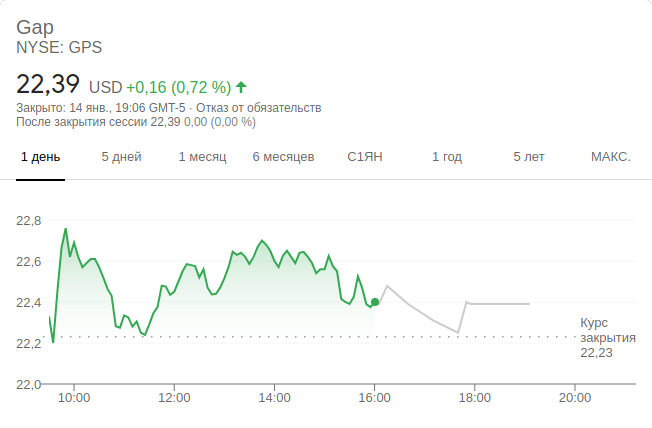 Gap
NYSE: GPS
22,39 USD +0,16 (0,72 %)
Закрыто: 14 янв., 19:06 GMT-5 · Отказ от обязательств
После закрытия сессии 22,39 0,00 (0,00 %)
1 день 5 дней 1 месяц 6 месяцев С1ЯН 1 год 5 лет МАКС.
22,8
22,6
22,4
22,2
22,0
Курс
закрытия
22,23
10:00 12:00 14:00 16:00 18:00 20:00